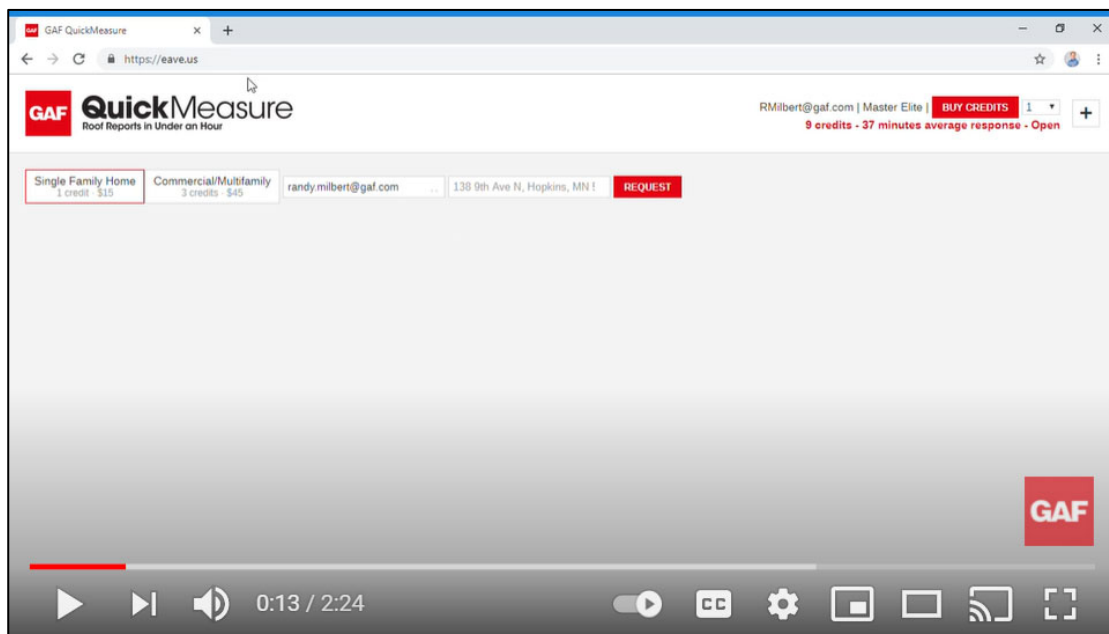 GAF QuickMeasure
https://eave.us
GAF
QuickMeasure
Roof Reports in Under an Hour
RMilbert@gaf.com | Master Elite | BUY CREDITS 1
9 credits - 37 minutes average response - Open
Single Family Home
1 credit - $15
Commercial/Multifamily
3 credits - $45
randy.milbert@gaf.com
138 9th Ave N, Hopkins, MN
REQUEST
GAF
0:13 / 2:24
CC